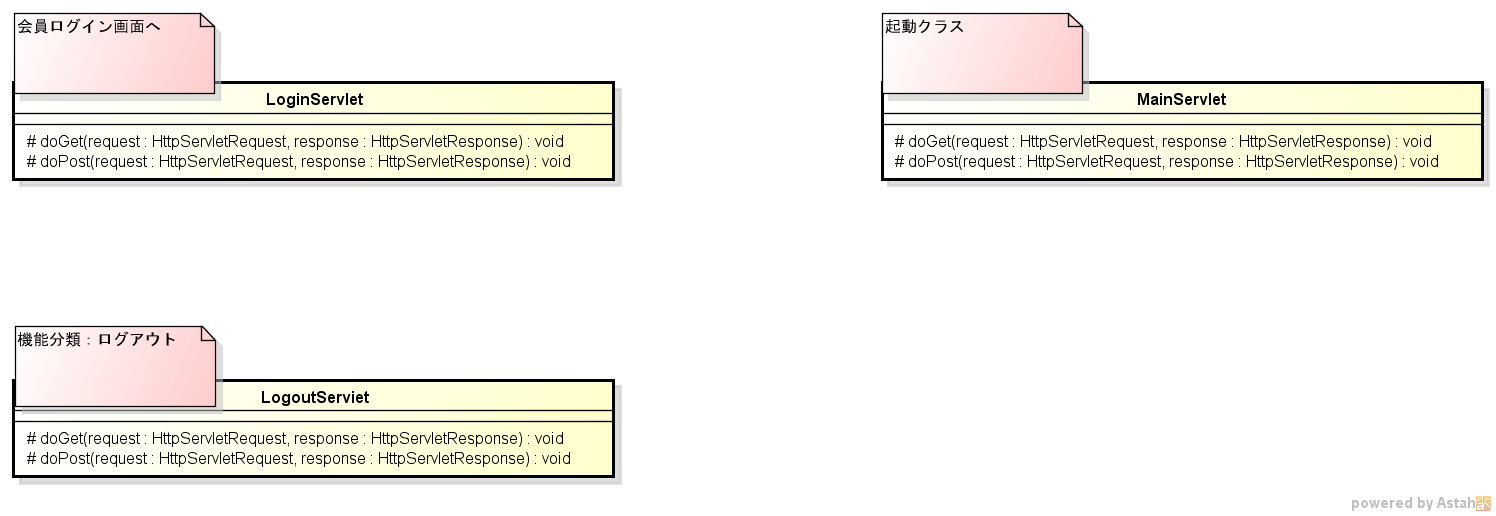 会員ログイン画面へ
LoginServlet
# doGet(request : HttpServletRequest, response : HttpServletResponse) : void
# doPost(request : HttpServletRequest, response : HttpServletResponse) : void
起動クラス
MainServlet
# doGet(request : HttpServletRequest, response : HttpServletResponse) : void
# doPost(request : HttpServletRequest, response : HttpServletResponse) : void
機能分類：ログアウト
LogoutServiet
# doGet(request : HttpServletRequest, response : HttpServletResponse) : void
# doPost(request : HttpServletRequest, response : HttpServletResponse) : void
powered by Astah